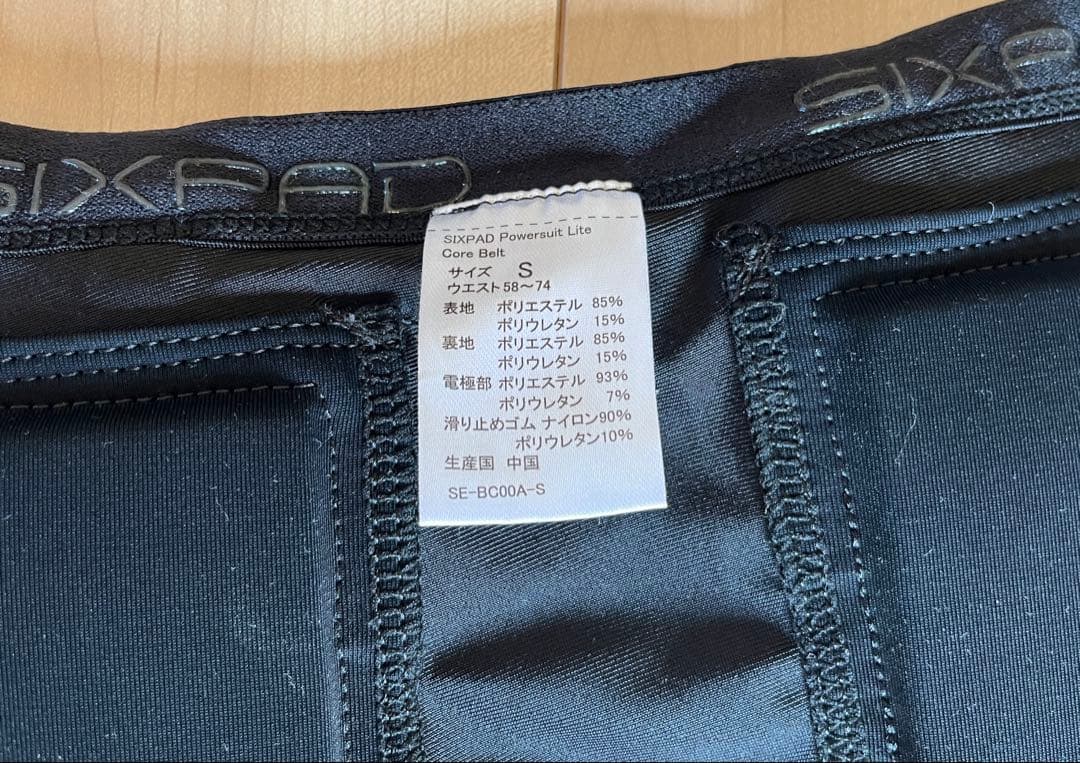 SIXPAD
SIXPA
SIXPAD Powersuit Lite
Core Belt
サイズ S
ウエスト58～74
表地 ポリエステル 85%
ポリウレタン 15%
裏地 ポリエステル 85%
ポリウレタン 15%
電極部 ポリエステル 93%
ポリウレタン 7%
滑り止めゴム ナイロン90%
ポリウレタン10%
生産国 中国
SE-BC00A-S